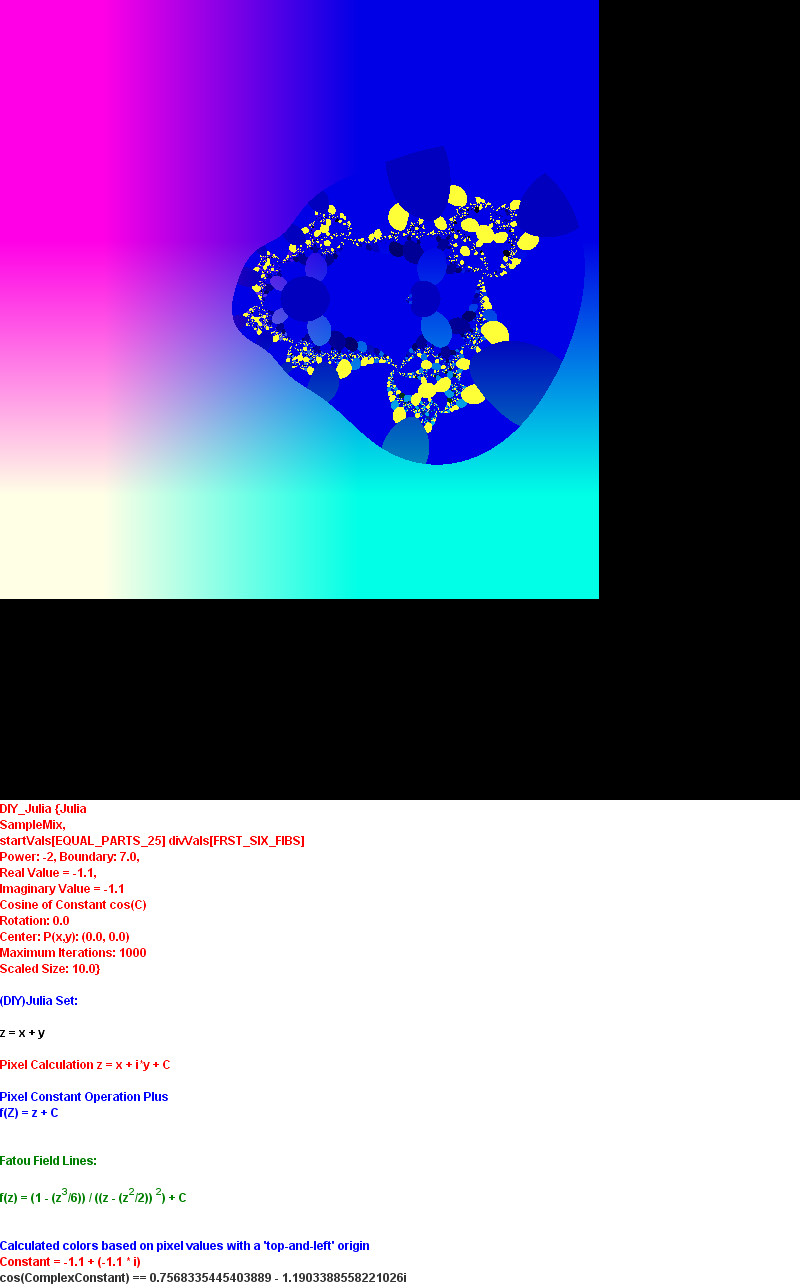 DIY_Julia {Julia
SampleMix,
startVals[EQUAL_PARTS_25] divVals[FRST_SIX_FIBS]
Power: -2, Boundary: 7.0,
Real Value = -1.1,
Imaginary Value = -1.1
Cosine of Constant cos(C)
Rotation: 0.0
Center: P(x,y): (0.0, 0.0)
Maximum Iterations: 1000
Scaled Size: 10.0}
(DIY)Julia Set:
z = x + y
Pixel Calculation z = x + i*y + C
Pixel Constant Operation Plus
f(Z) = z + C
Fatou Field Lines:
f(z) = (1 - (z^3/6)) / ((z - (z^2/2)) ^2) + C
Calculated colors based on pixel values with a 'top-and-left' origin
Constant = -1.1 + (-1.1 * i)
cos(ComplexConstant) == 0.7568335445403889 - 1.1903388558221026i